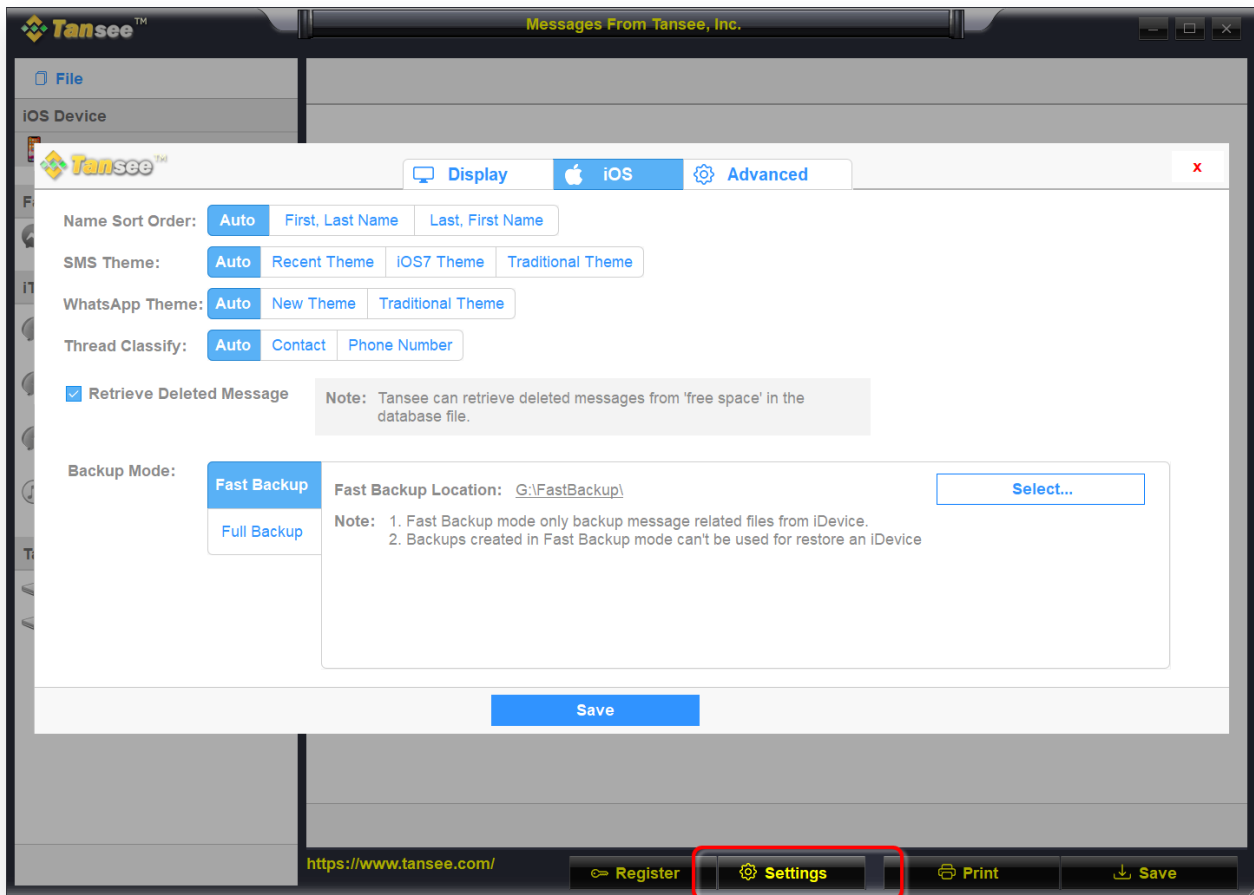 Tansee™
Messages From Tansee, Inc.
File
iOS Device
Tansee™
Display
iOS
Advanced
x
Name Sort Order:
Auto
First, Last Name
Last, First Name
SMS Theme:
Auto
Recent Theme
iOS7 Theme
Traditional Theme
WhatsApp Theme:
Auto
New Theme
Traditional Theme
Thread Classify:
Auto
Contact
Phone Number
Retrieve Deleted Message
Note: Tansee can retrieve deleted messages from 'free space' in the
database file.
Backup Mode:
Fast Backup
Full Backup
Fast Backup Location: G:\FastBackup\
Select...
Note: 1. Fast Backup mode only backup message related files from iDevice.
2. Backups created in Fast Backup mode can't be used for restore an iDevice
Save
https://www.tansee.com/
Register
Settings
Print
Save